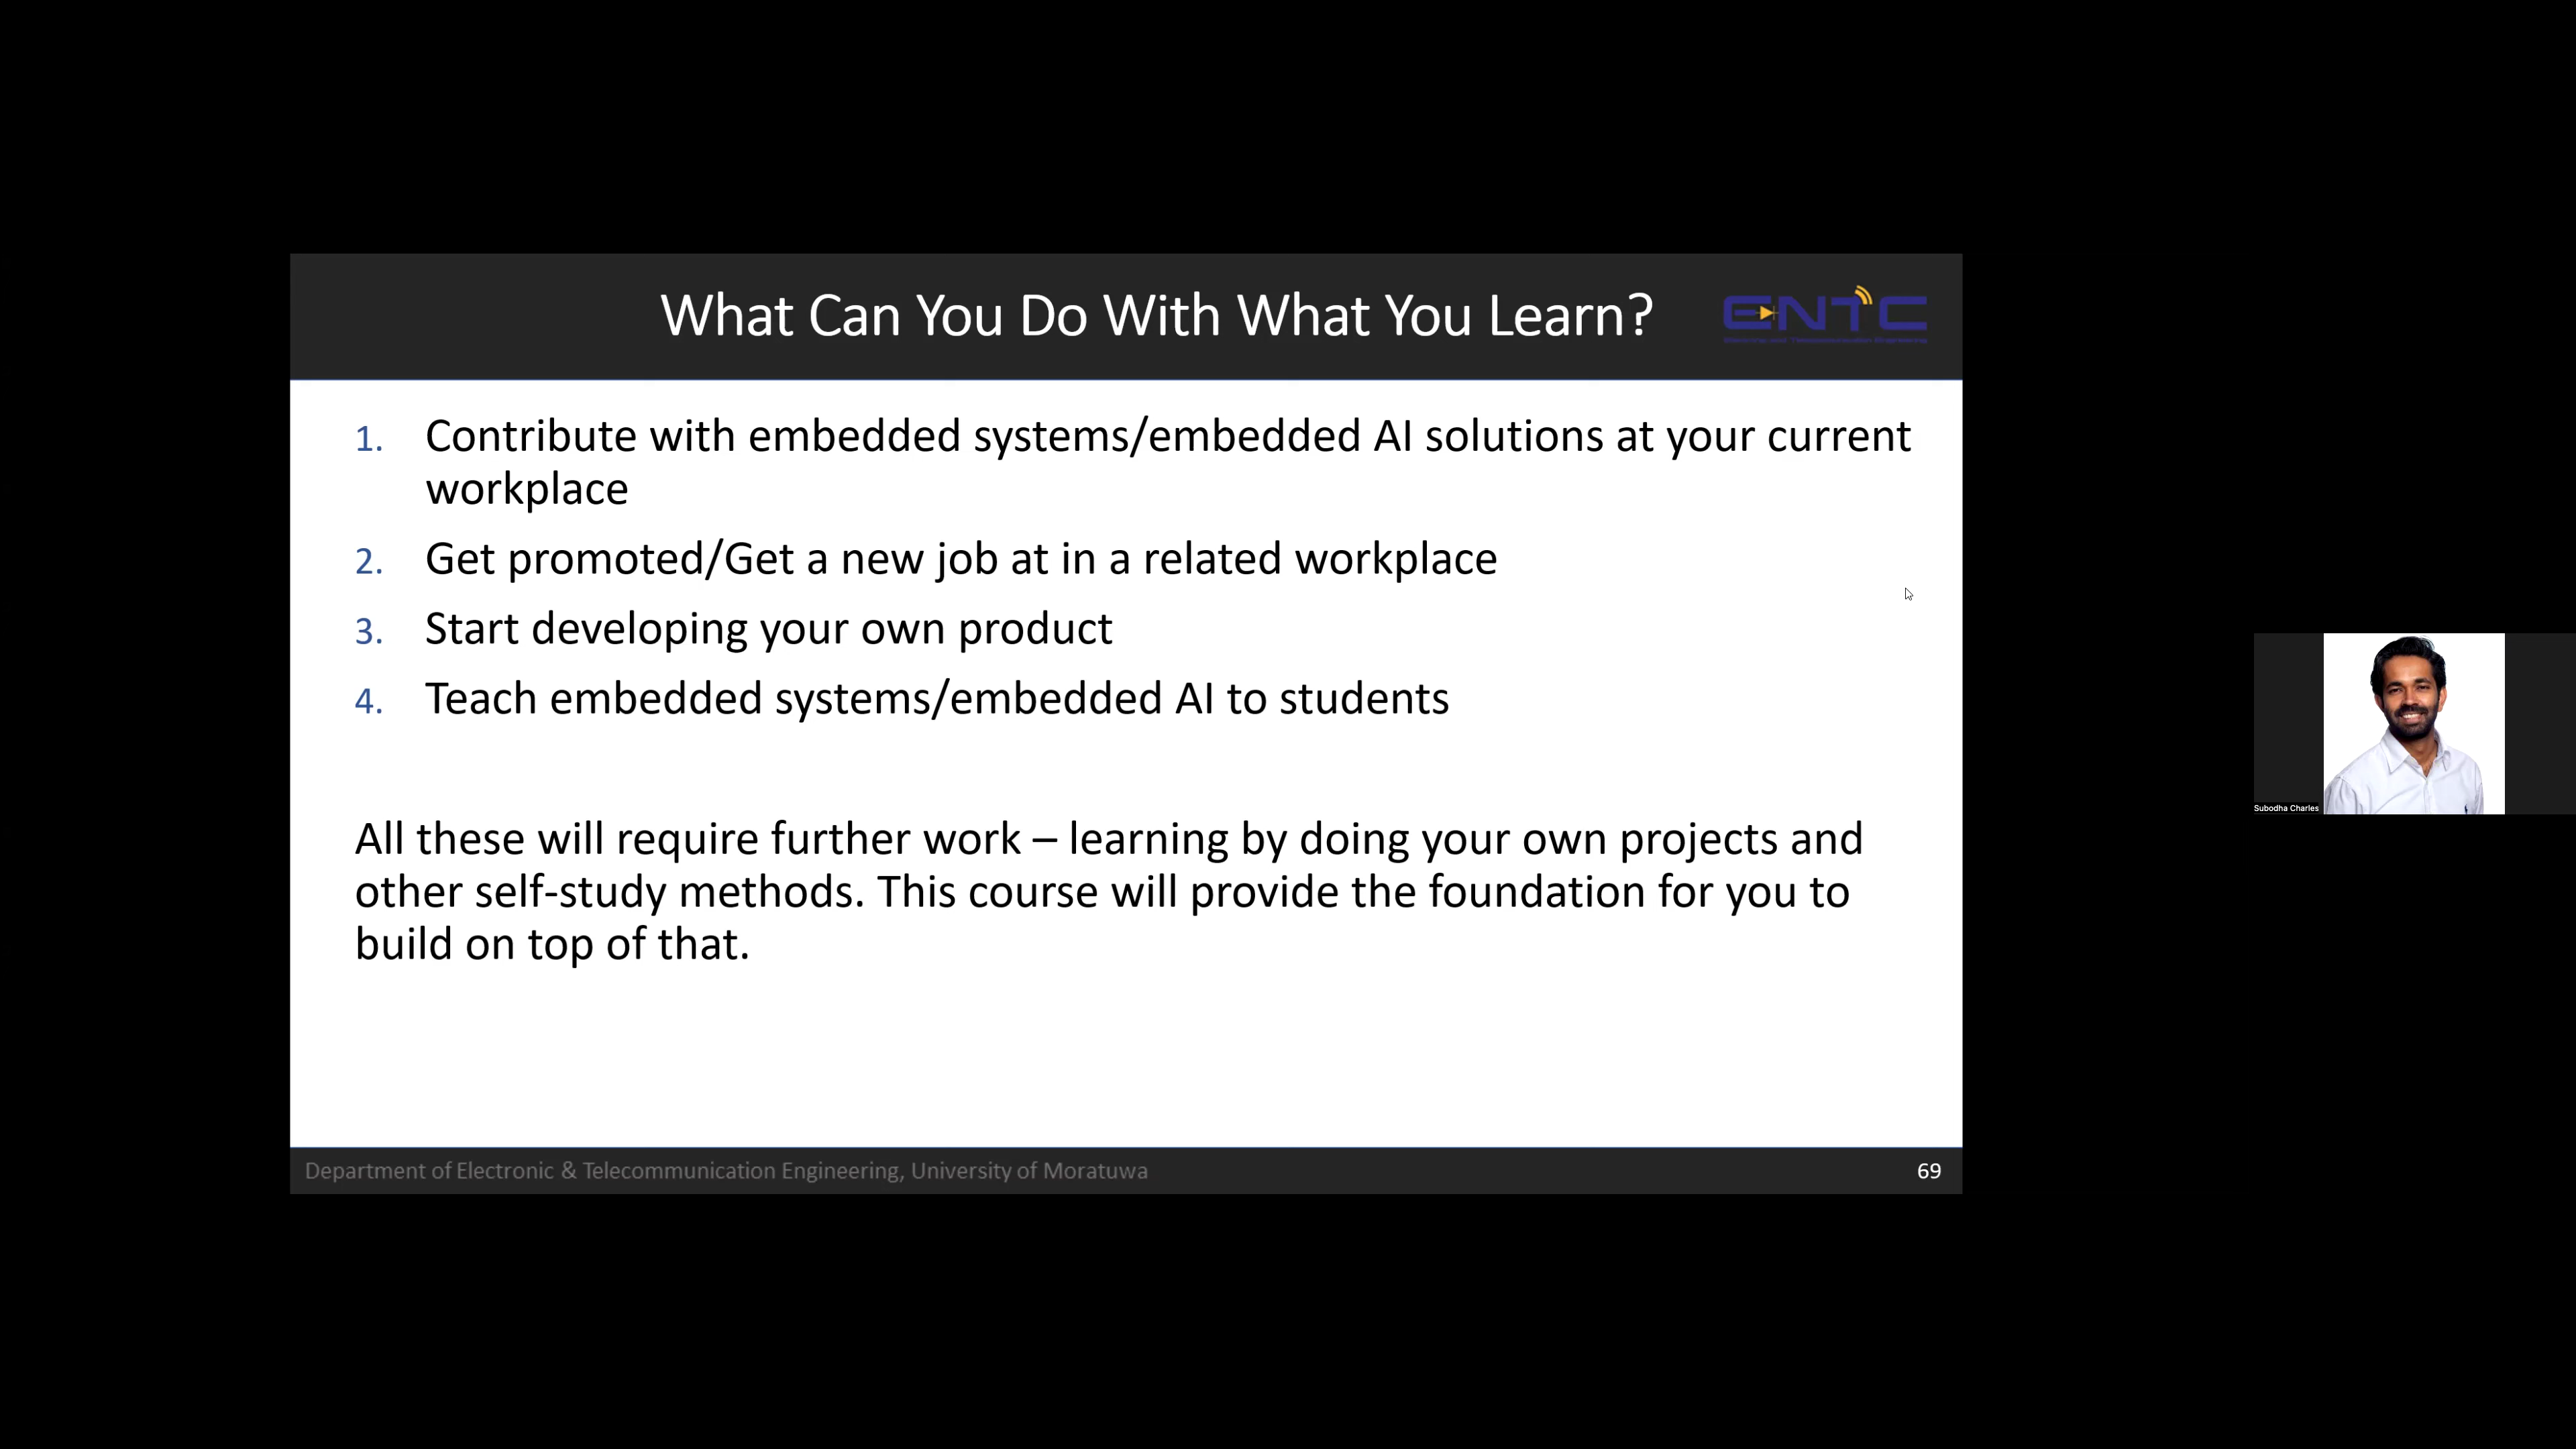 What Can You Do With What You Learn?
ENTC
1. Contribute with embedded systems/embedded AI solutions at your current
workplace
2. Get promoted/Get a new job at in a related workplace
3. Start developing your own product
4. Teach embedded systems/embedded AI to students
All these will require further work – learning by doing your own projects and
other self-study methods. This course will provide the foundation for you to
build on top of that.
Department of Electronic & Telecommunication Engineering, University of Moratuwa
69
Subodha Charles